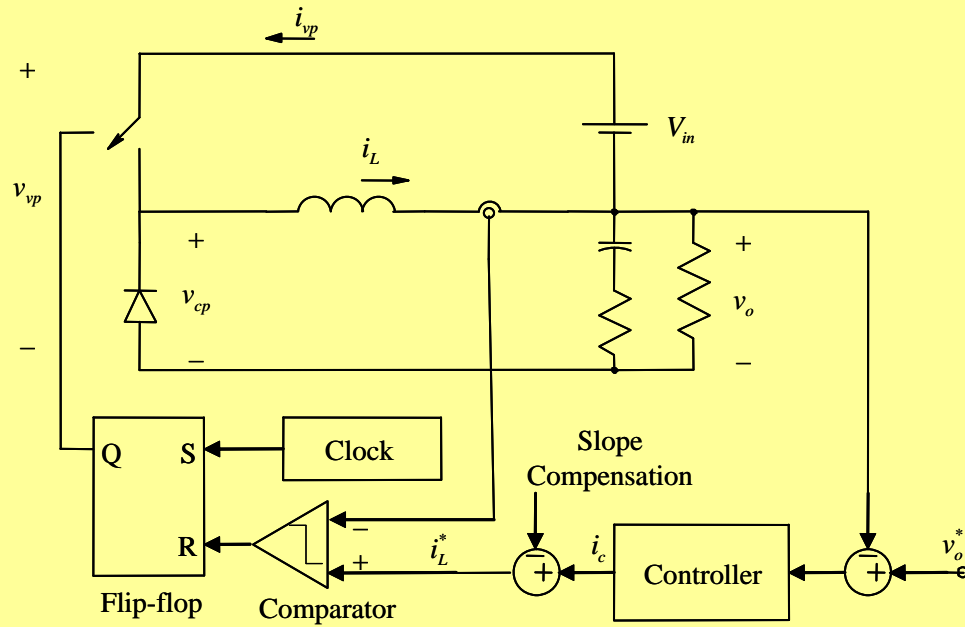 i_vp
+
V_in
i_L
v_vp
+
+
v_cp
v_o
−
−
−
Q
S
Clock
Slope
Compensation
R
−
+
i_L^*
−
+
i_c
Controller
−
+
v_o^*
Flip-flop
Comparator